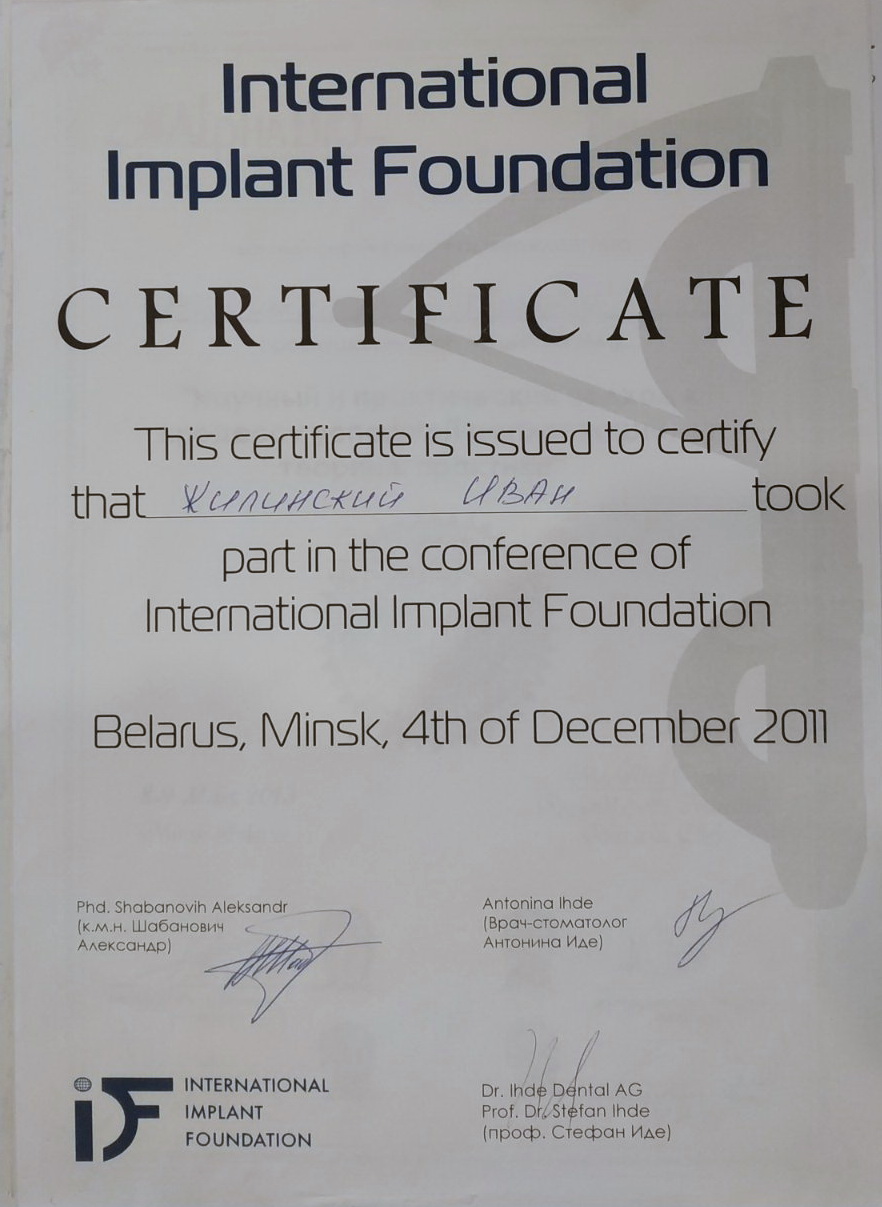 International
Implant Foundation
CERTIFICATE
This certificate is issued to certify
that Жилинский Иван took
part in the conference of
International Implant Foundation
Belarus, Minsk, 4th of December 2011
Phd. Shabanovih Aleksandr
(к.м.н. Шабанович
Александр)
Antonina Ihde
(Врач-стоматолог
Антонина Иде)
INTERNATIONAL
IMPLANT
FOUNDATION
Dr. Ihde Dental AG
Prof. Dr. Stefan Ihde
(проф. Стефан Иде)